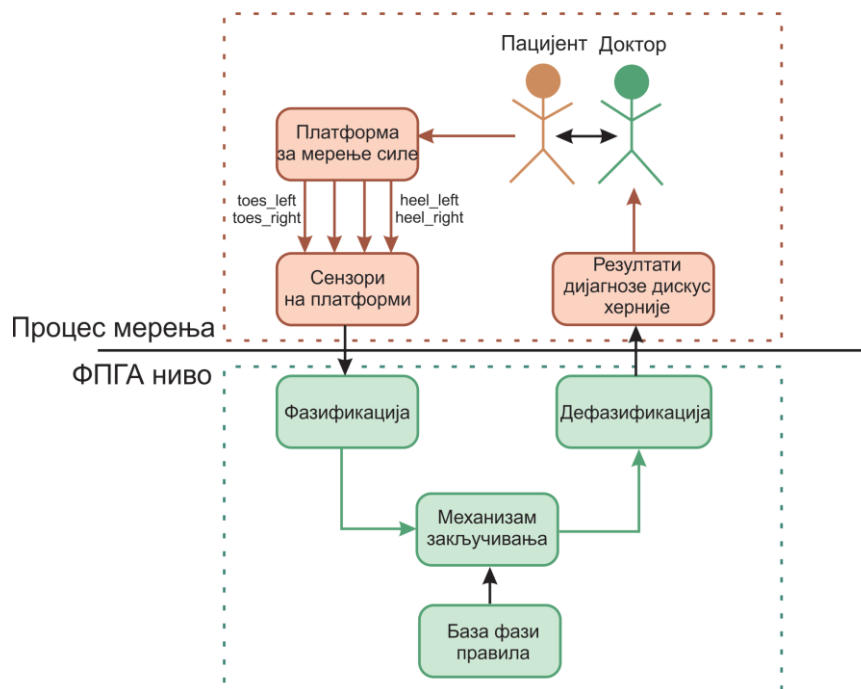 Пацијент Доктор
Платформа
за мерење силе
toes_left
toes_right
heel_left
heel_right
Сензори
на платформи
Резултати
дијагнозе дискус
херније
Процес мерења
ФПГА ниво
Фазификација
Дефазификација
Механизам
закључивања
База фази
правила